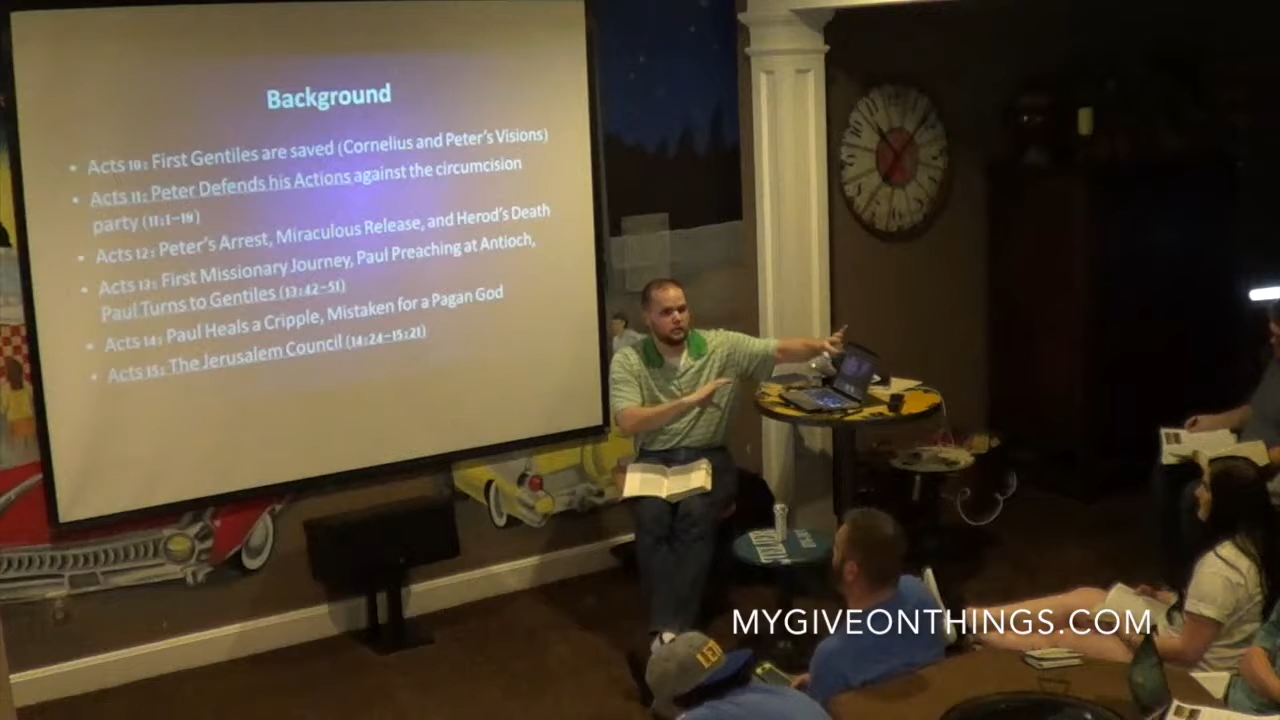 Background
• Acts 10: First Gentiles are saved (Cornelius and Peter's Visions)
• Acts 11: Peter Defends his Actions against the circumcision
party (11:1-18)
• Acts 12: Peter's Arrest, Miraculous Release, and Herod's Death
• Acts 13: First Missionary Journey, Paul Preaching at Antioch,
Paul Turns to Gentiles (13:42-51)
• Acts 14: Paul Heals a Cripple, Mistaken for a Pagan God
• Acts 15: The Jerusalem Council (14:24-15:21)
MYGIVEONTHINGS.COM